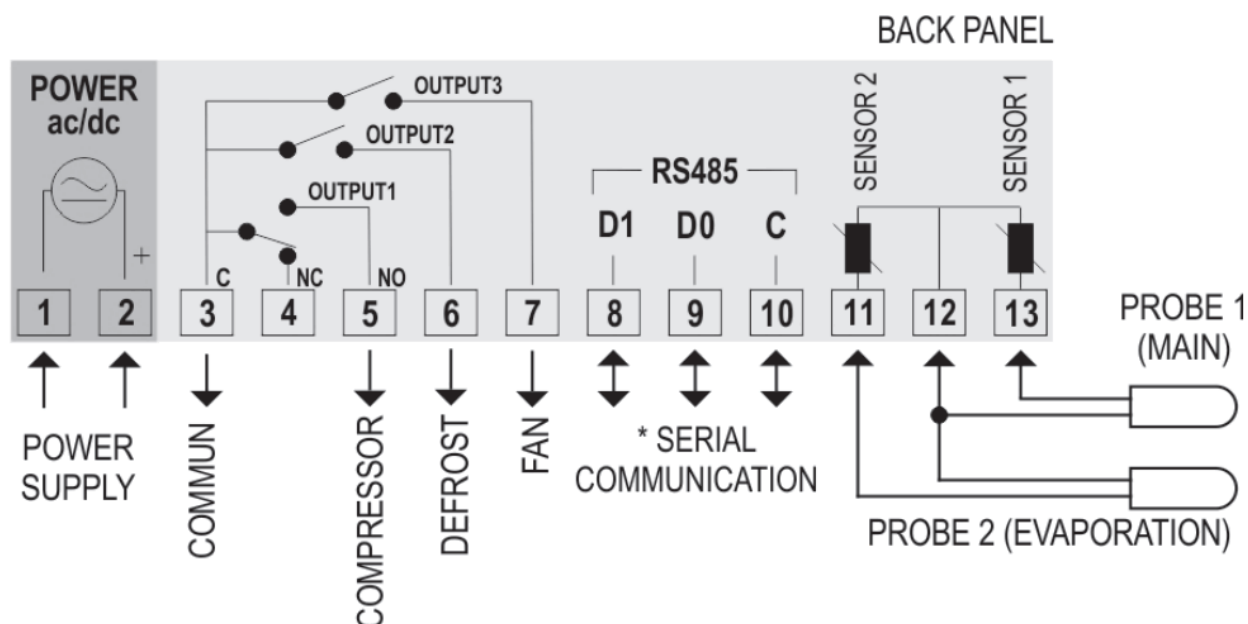 BACK PANEL
POWER
ac/dc
+
OUTPUT3
OUTPUT2
OUTPUT1
C
NC
NO
RS485
D1 D0 C
SENSOR 2
SENSOR 1
1 2 3 4 5 6 7 8 9 10 11 12 13
POWER
SUPPLY
COMMUN
COMPRESSOR
DEFROST
FAN
* SERIAL
COMMUNICATION
PROBE 1
(MAIN)
PROBE 2 (EVAPORATION)